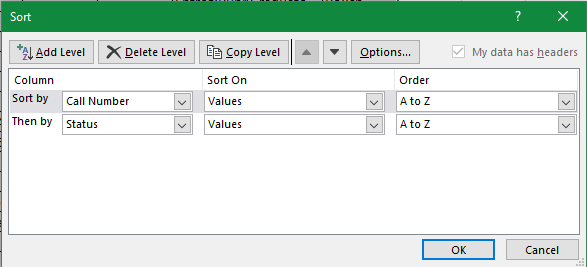 Sort ? ×
Add Level Delete Level Copy Level Options... My data has headers
Column Sort On Order
Sort by Call Number Values A to Z
Then by Status Values A to Z
OK Cancel